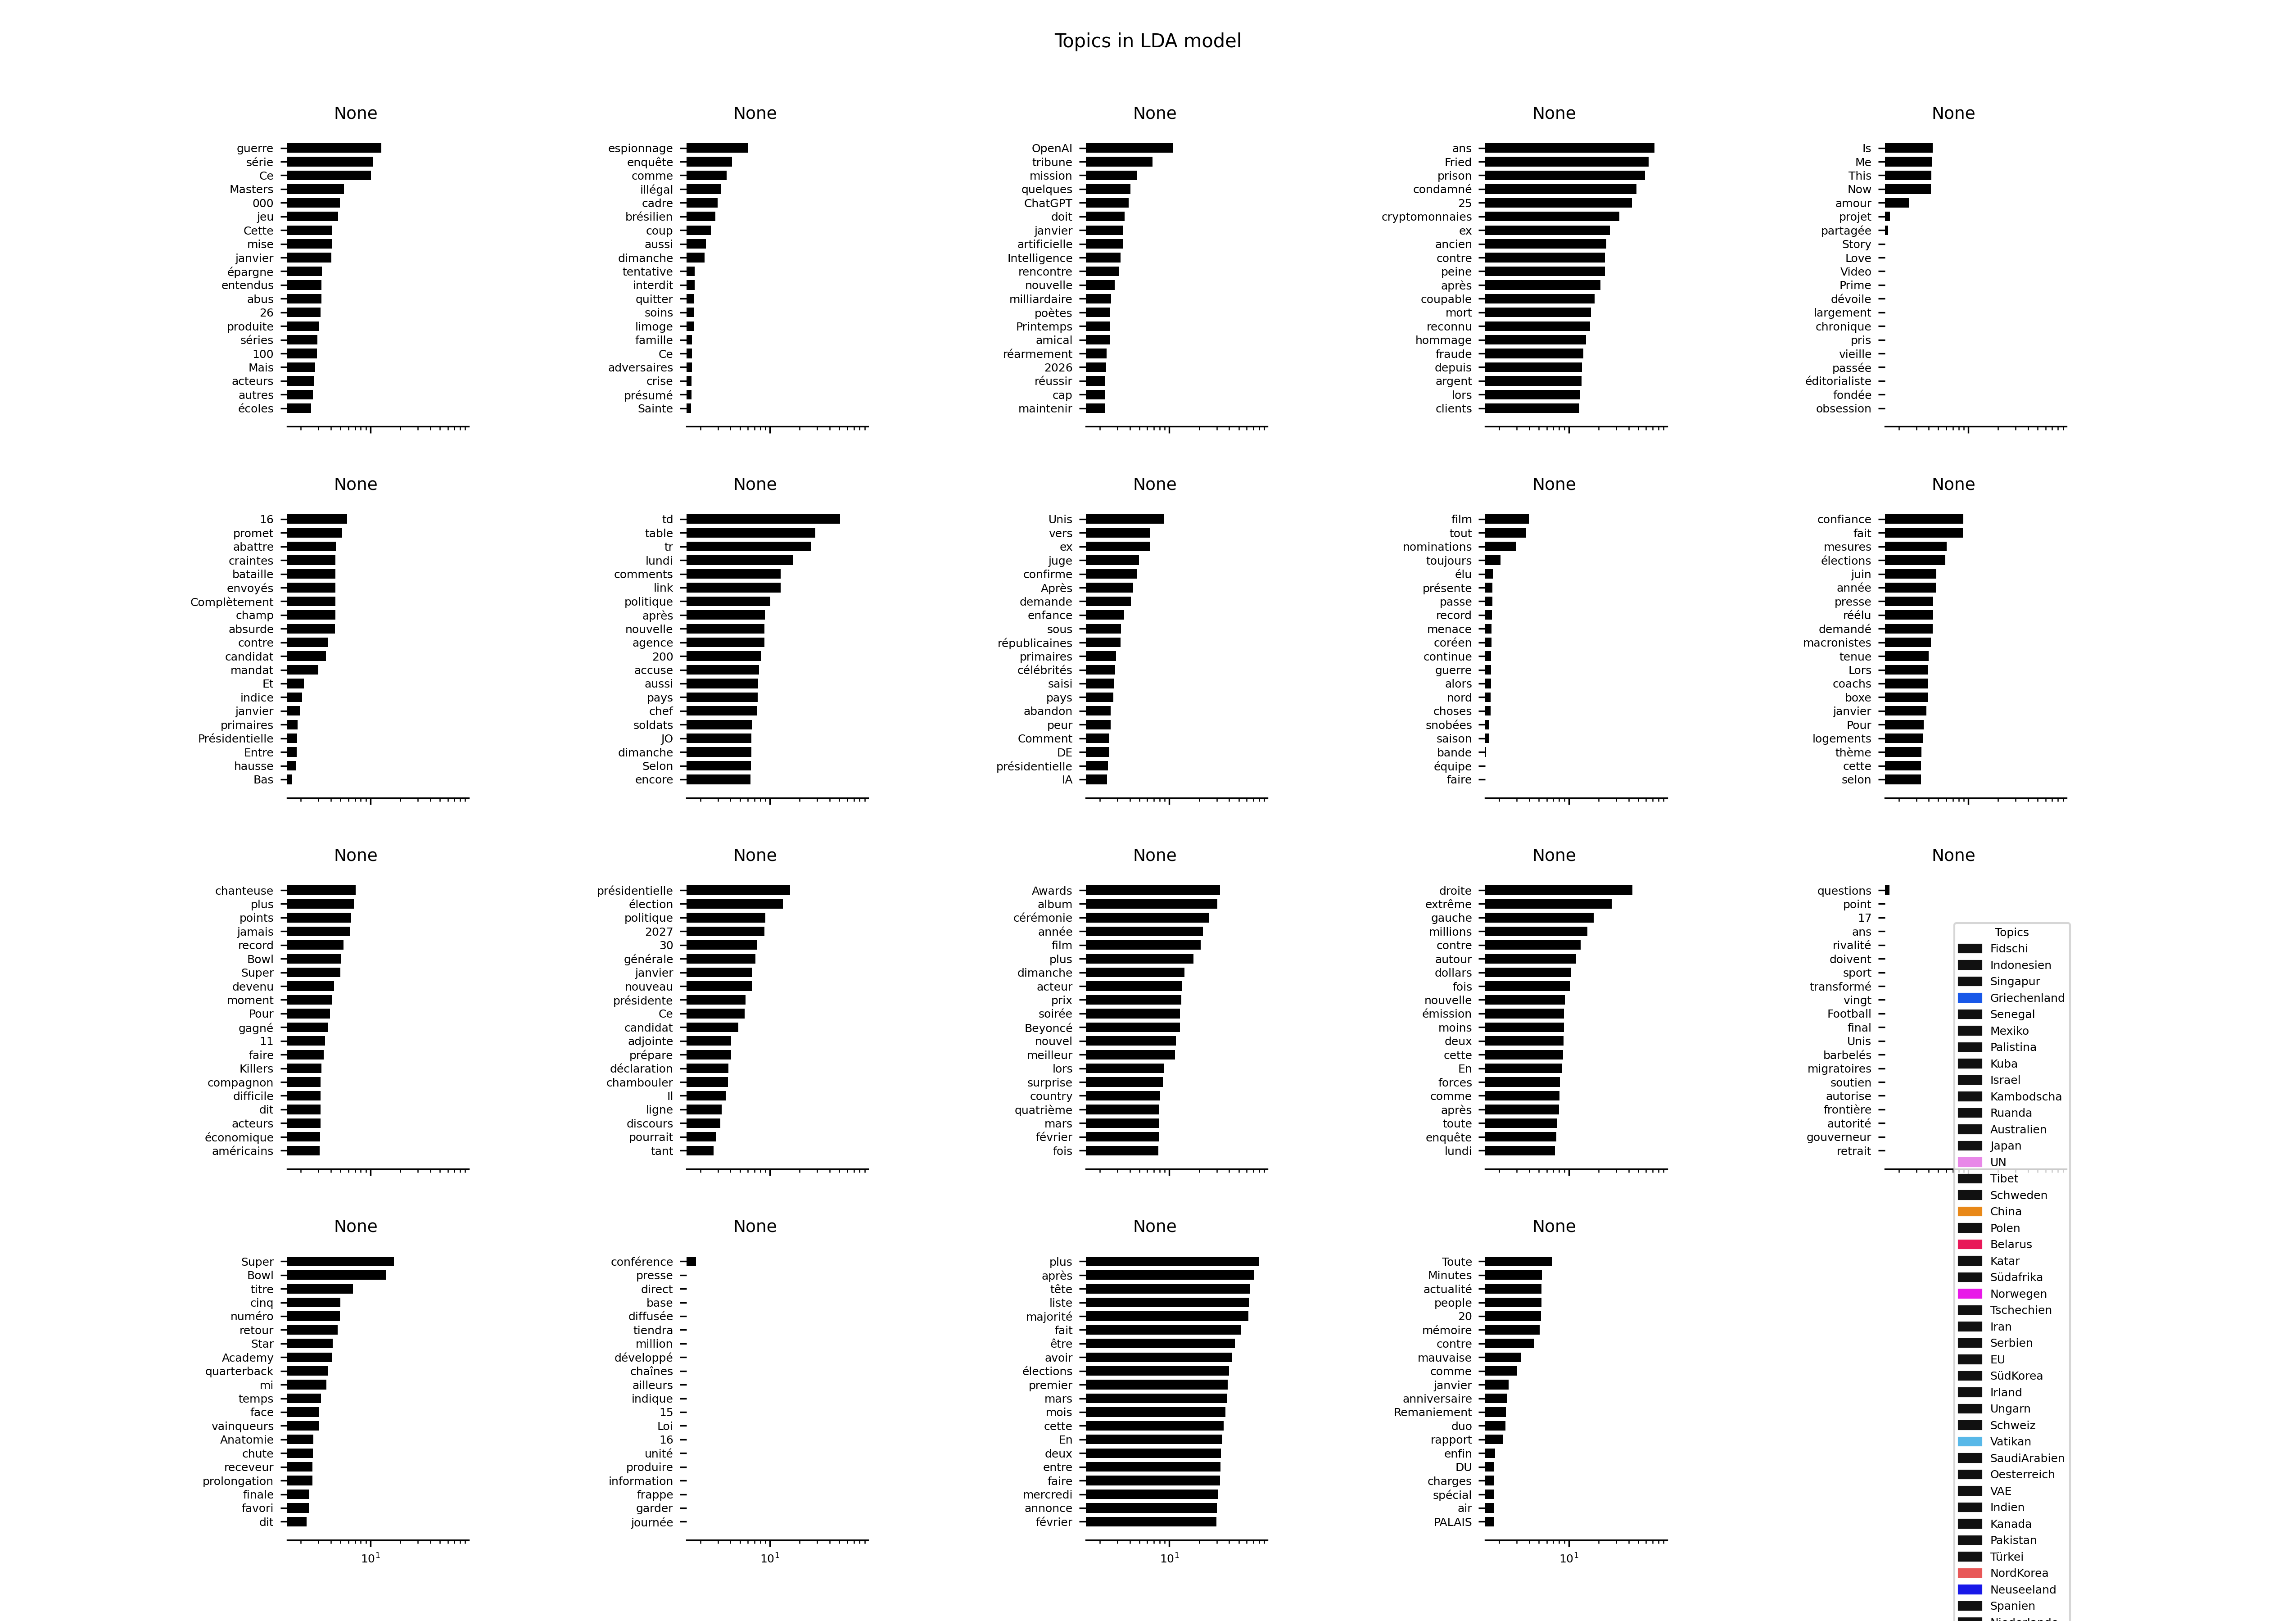 Topics in LDA model
None
guerre
série
Ce
Masters
000
jeu
Cette
mise
janvier
épargne
entendus
abus
26
produite
séries
100
Mais
acteurs
autres
écoles
None
espionnage
enquête
comme
illégal
cadre
brésilien
coup
aussi
dimanche
tentative
interdit
quitter
soins
limoge
famille
Ce
adversaires
crise
présumé
Sainte
None
OpenAI
tribune
mission
quelques
ChatGPT
doit
janvier
artificielle
Intelligence
rencontre
nouvelle
milliardaire
poètes
Printemps
amical
réarmement
2026
réussir
cap
maintenir
None
ans
Fried
prison
condamné
25
cryptomonnaies
ex
ancien
contre
peine
après
coupable
mort
reconnu
hommage
fraude
depuis
argent
lors
clients
None
Is
Me
This
Now
amour
projet
partagée
Story
Love
Video
Prime
dévoile
largement
chronique
pris
vieille
passée
éditorialiste
fondée
obsession
None
16
promet
abattre
craintes
bataille
envoyés
Complètement
champ
absurde
contre
candidat
mandat
Et
indice
janvier
primaires
Présidentielle
Entre
hausse
Bas
None
td
table
tr
lundi
comments
link
politique
après
nouvelle
agence
200
accuse
aussi
pays
chef
soldats
JO
dimanche
Selon
encore
None
Unis
vers
ex
juge
confirme
Après
demande
enfance
sous
républicaines
primaires
célébrités
saisi
pays
abandon
peur
Comment
DE
présidentielle
IA
None
film
tout
nominations
toujours
élu
présente
passe
record
menace
coréen
continue
guerre
alors
nord
choses
snobées
saison
bande
équipe
faire
None
confiance
fait
mesures
élections
juin
année
presse
réélu
demandé
macronistes
tenue
Lors
coachs
boxe
janvier
Pour
logements
thème
cette
selon
None
chanteuse
plus
points
jamais
record
Bowl
Super
devenu
moment
Pour
gagné
11
faire
Killers
compagnon
difficile
dit
acteurs
économique
américains
None
présidentielle
élection
politique
2027
30
générale
janvier
nouveau
présidente
Ce
candidat
adjointe
prépare
déclaration
chambouler
Il
ligne
discours
pourrait
tant
None
Awards
album
cérémonie
année
film
plus
dimanche
acteur
prix
soirée
Beyoncé
nouvel
meilleur
lors
surprise
country
quatrième
mars
février
fois
None
droite
extrême
gauche
millions
contre
autour
dollars
fois
nouvelle
émission
moins
deux
cette
En
forces
comme
après
toute
enquête
lundi
None
questions
point
17
ans
rivalité
doivent
sport
transformé
vingt
Football
final
Unis
barbelés
migratoires
soutien
autorise
frontière
autorité
gouverneur
retrait
None
Super
Bowl
titre
cinq
numéro
retour
Star
Academy
quarterback
mi
temps
face
vainqueurs
Anatomie
chute
receveur
prolongation
finale
favori
dit
10¹
None
conférence
presse
direct
base
diffusée
tiendra
million
développé
chaînes
ailleurs
indique
15
Loi
16
unité
produire
information
frappe
garder
journée
10¹
None
plus
après
tête
liste
majorité
fait
être
avoir
élections
premier
mars
mois
cette
En
deux
entre
faire
mercredi
annonce
février
10¹
None
Toute
Minutes
actualité
people
20
mémoire
contre
mauvaise
comme
janvier
anniversaire
Remaniement
duo
rapport
enfin
DU
charges
spécial
air
PALAIS
10¹
Topics
Fidschi
Indonesien
Singapur
Griechenland
Senegal
Mexiko
Palistina
Kuba
Israel
Kambodscha
Ruanda
Australien
Japan
UN
Tibet
Schweden
China
Polen
Belarus
Katar
Südafrika
Norwegen
Tschechien
Iran
Serbien
EU
SüdKorea
Irland
Ungarn
Schweiz
Vatikan
SaudiArabien
Oesterreich
VAE
Indien
Kanada
Pakistan
Türkei
NordKorea
Neuseeland
Spanien